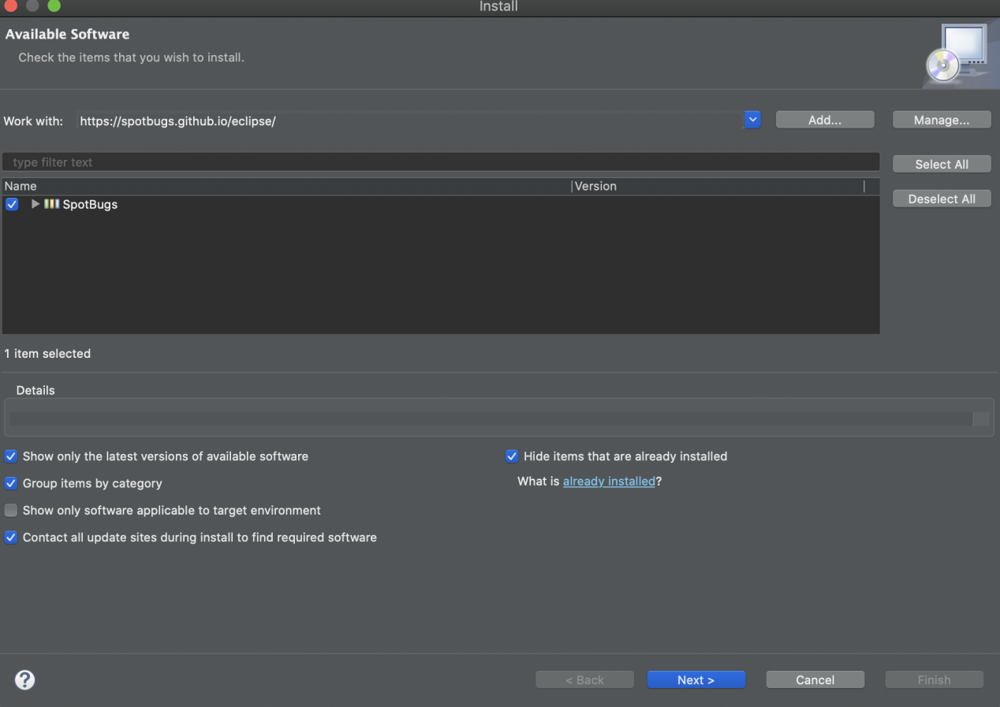 Install
Available Software
Check the items that you wish to install.
Work with: https://spotbugs.github.io/eclipse/ Add... Manage...
type filter text
Select All
Name Version
SpotBugs
Deselect All
1 item selected
Details
Show only the latest versions of available software Hide items that are already installed
Group items by category What is already installed?
Show only software applicable to target environment
Contact all update sites during install to find required software
? < Back Next > Cancel Finish